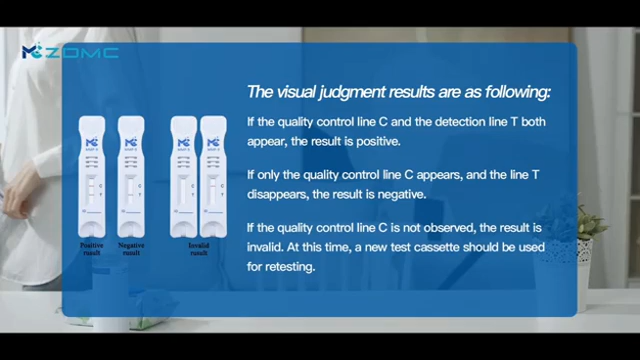 MZOMC
The visual judgment results are as following:
If the quality control line C and the detection line T both
appear, the result is positive.
If only the quality control line C appears, and the line T
disappears, the result is negative.
If the quality control line C is not observed, the result is
invalid. At this time, a new test cassette should be used
for retesting.
C C C C
T T T T
Positive result
Negative result
Invalid result